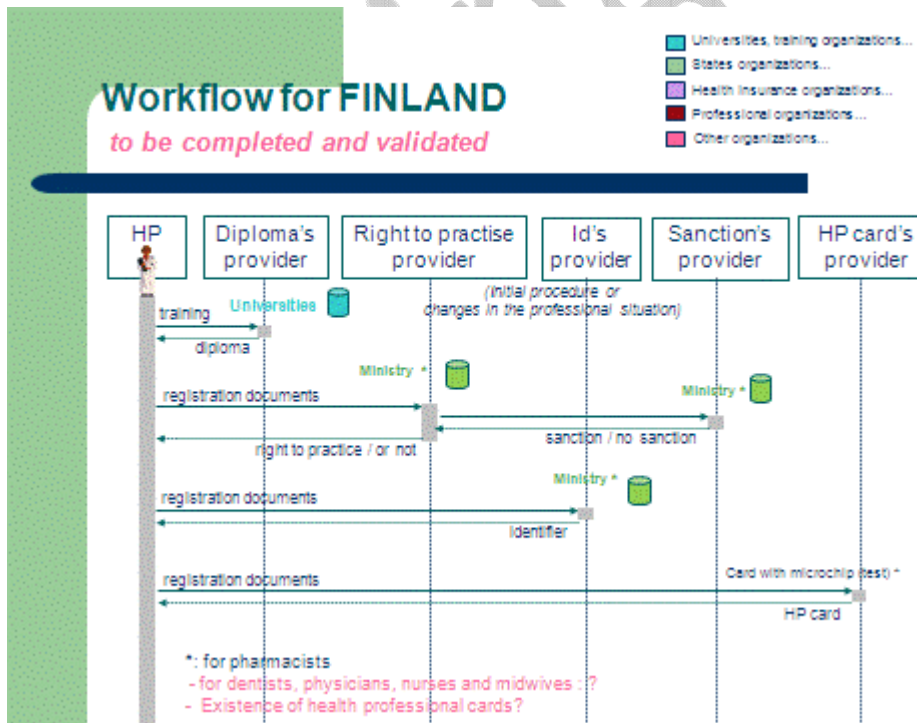 Universities, training organizations...
States organizations...
Health insurance organizations...
Professional organizations...
Other organizations...
Workflow for FINLAND
to be completed and validated
HP
Diploma's
provider
Right to practise
provider
Id's
provider
Sanction's
provider
HP card's
provider
(initial procedure or
changes in the professional situation)
Universities
training
diploma
Ministry *
Ministry *
registration documents
sanction / no sanction
right to practice / or not
Ministry *
registration documents
Identifier
Card with microchip (test) *
registration documents
HP card
*: for pharmacists
- for dentists, physicians, nurses and midwives : ?
- Existence of health professional cards?